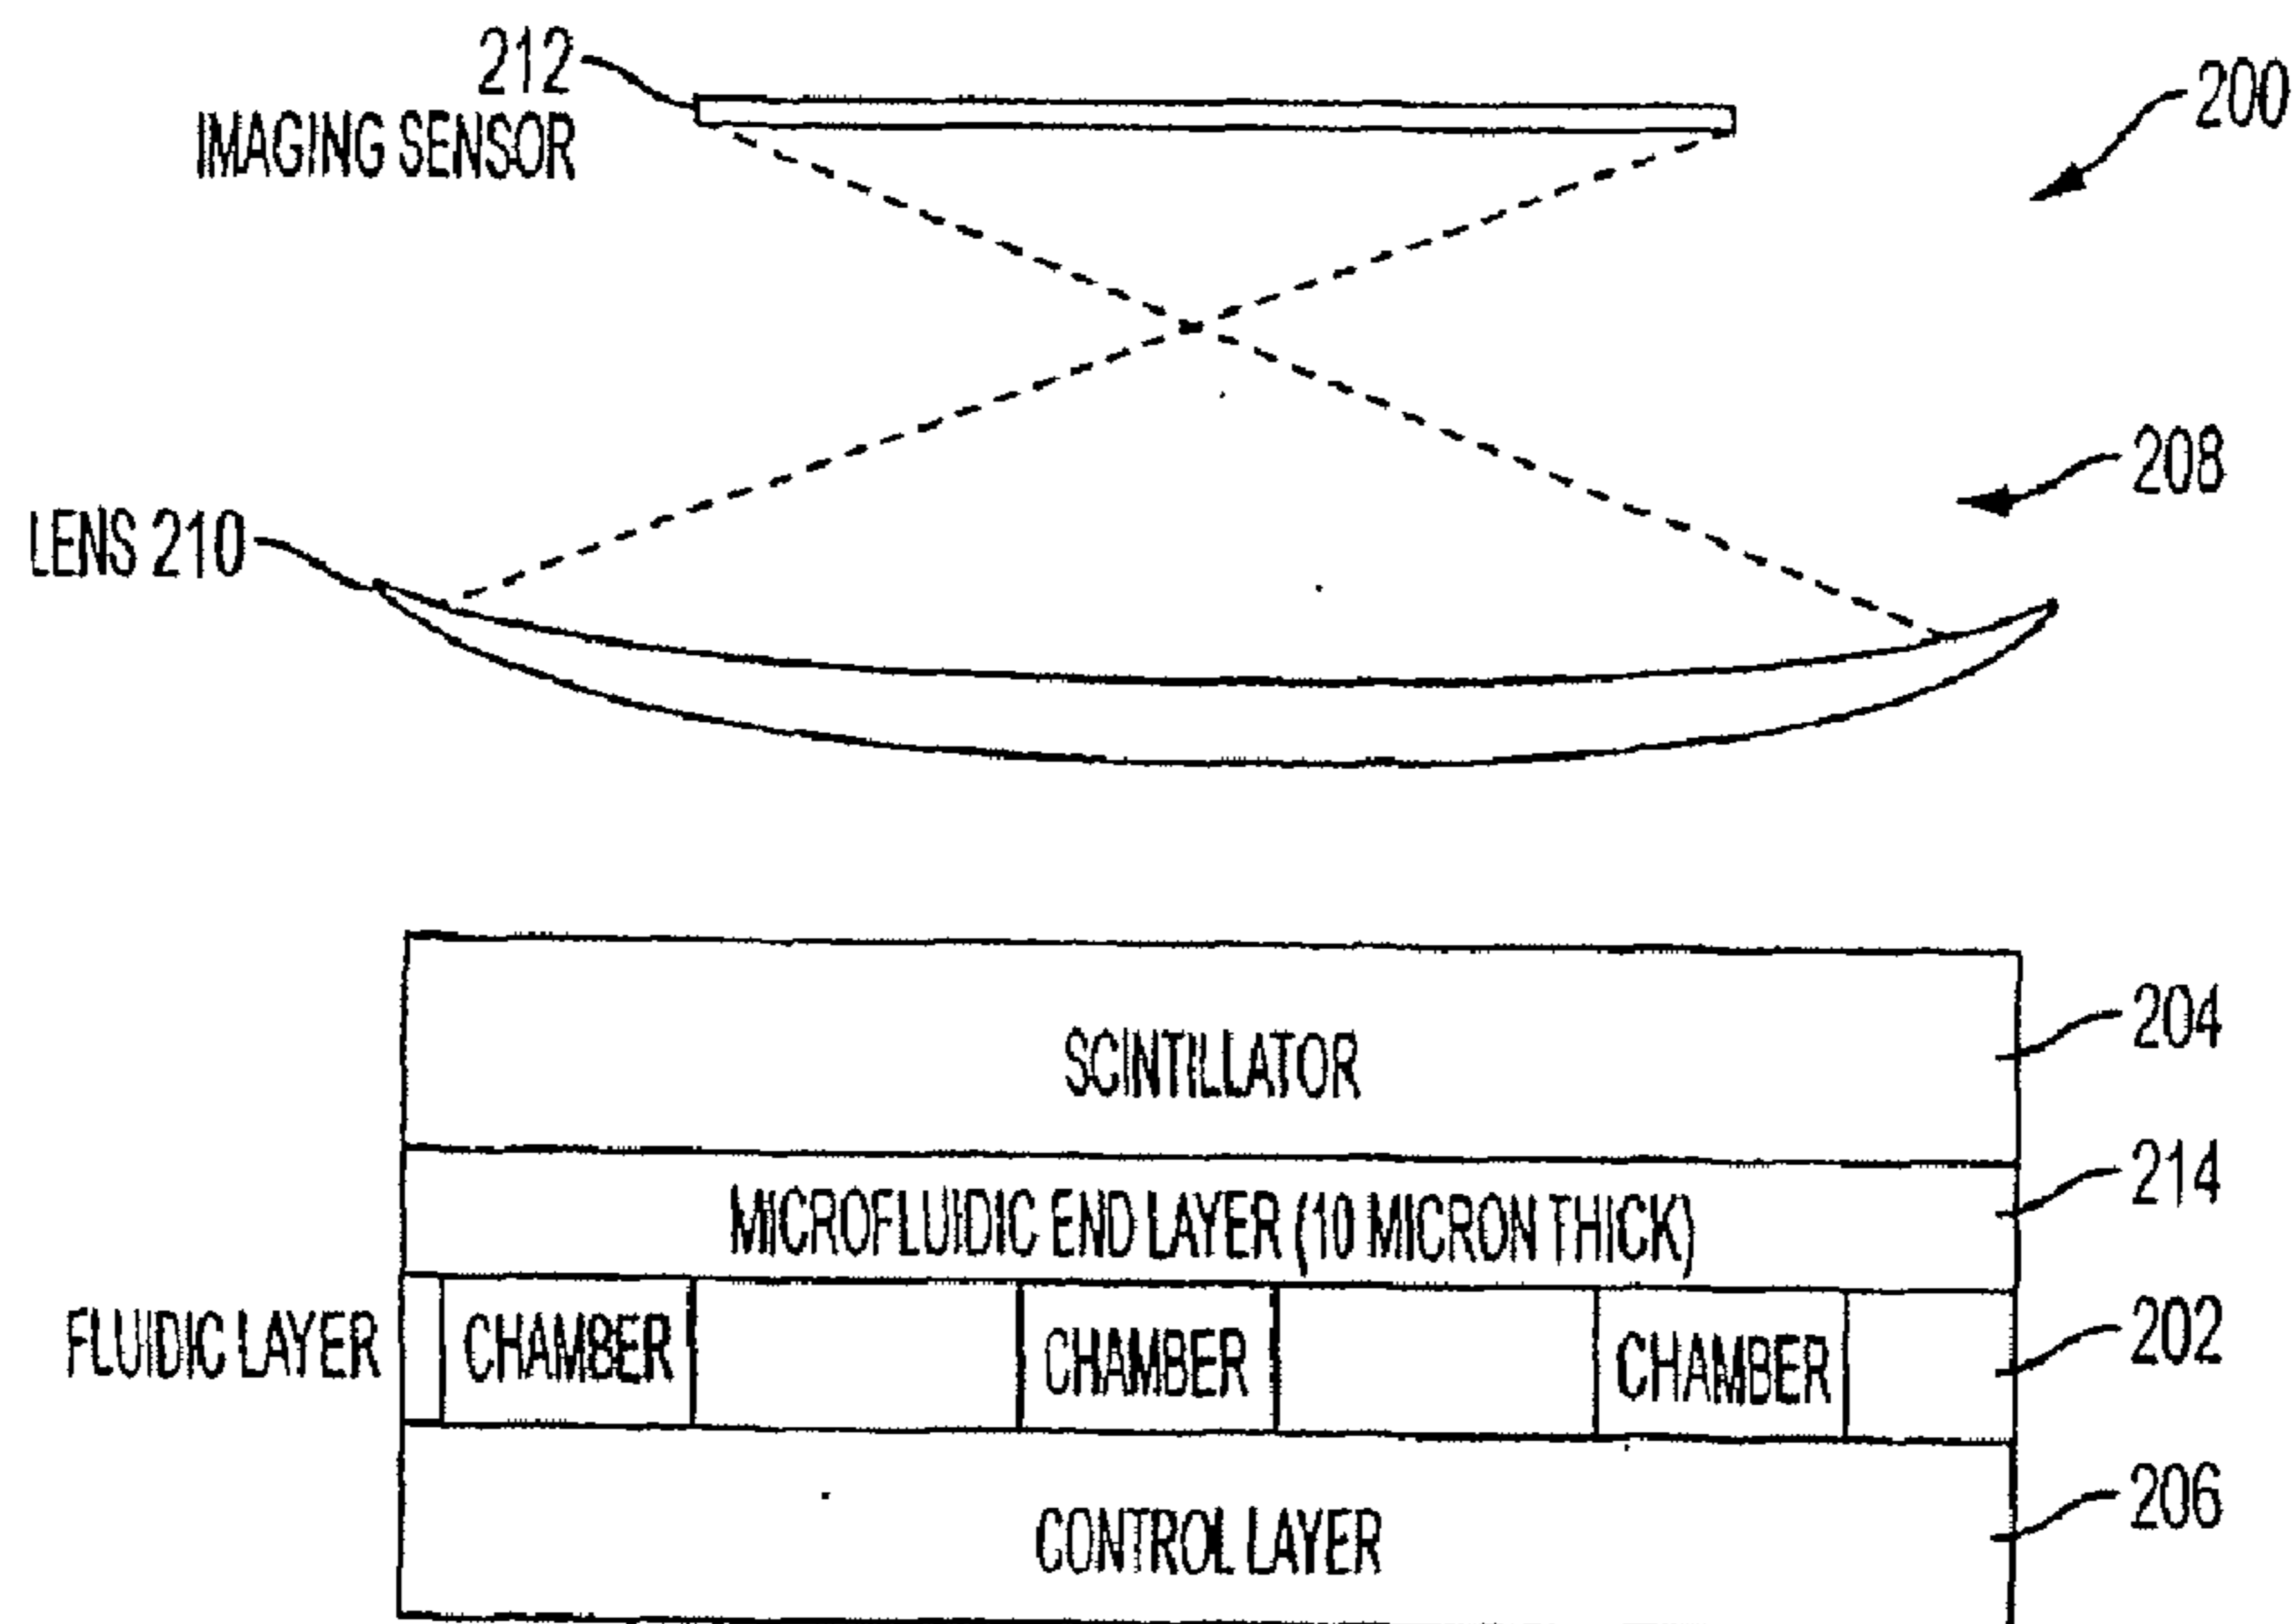 212
IMAGING SENSOR
200
208
LENS 210
SCINTILLATOR
204
MICROFLUIDIC END LAYER (10 MICRON THICK)
214
FLUIDIC LAYER
CHAMBER
CHAMBER
CHAMBER
202
CONTROL LAYER
206